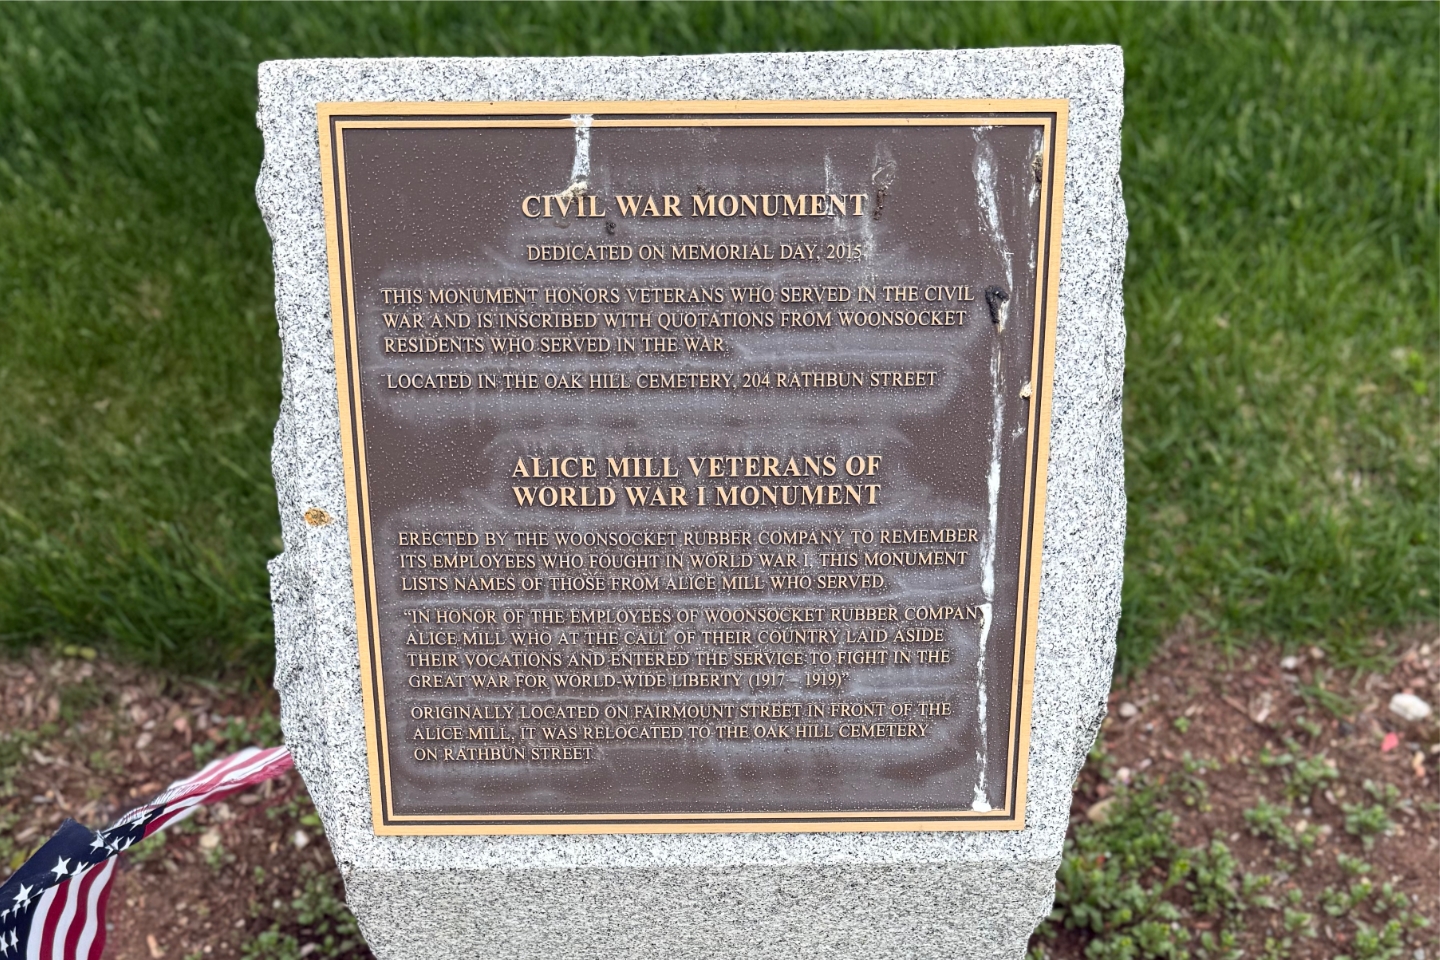 CIVIL WAR MONUMENT
DEDICATED ON MEMORIAL DAY, 2015
THIS MONUMENT HONORS VETERANS WHO SERVED IN THE CIVIL
WAR AND IS INSCRIBED WITH QUOTATIONS FROM WOONSOCKET
RESIDENTS WHO SERVED IN THE WAR.
LOCATED IN THE OAK HILL CEMETERY, 204 RATHBUN STREET
ALICE MILL VETERANS OF
WORLD WAR I MONUMENT
ERECTED BY THE WOONSOCKET RUBBER COMPANY TO REMEMBER
ITS EMPLOYEES WHO FOUGHT IN WORLD WAR I, THIS MONUMENT
LISTS NAMES OF THOSE FROM ALICE MILL WHO SERVED.
“IN HONOR OF THE EMPLOYEES OF WOONSOCKET RUBBER COMPANY
ALICE MILL WHO AT THE CALL OF THEIR COUNTRY LAID ASIDE
THEIR VOCATIONS AND ENTERED THE SERVICE TO FIGHT IN THE
GREAT WAR FOR WORLD-WIDE LIBERTY (1917 – 1919)”
ORIGINALLY LOCATED ON FAIRMOUNT STREET IN FRONT OF THE
ALICE MILL, IT WAS RELOCATED TO THE OAK HILL CEMETERY
ON RATHBUN STREET.